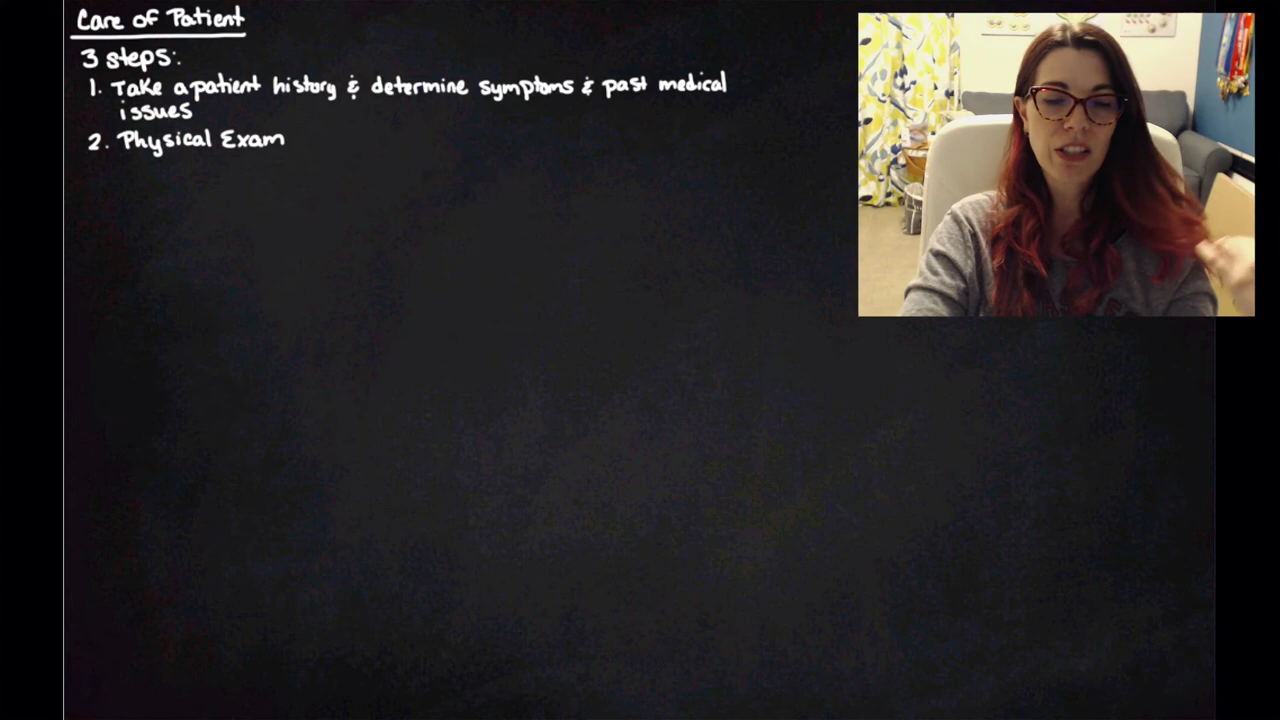 Care of Patient
3 steps:
1. Take a patient history & determine symptoms & past medical
issues
2. Physical Exam